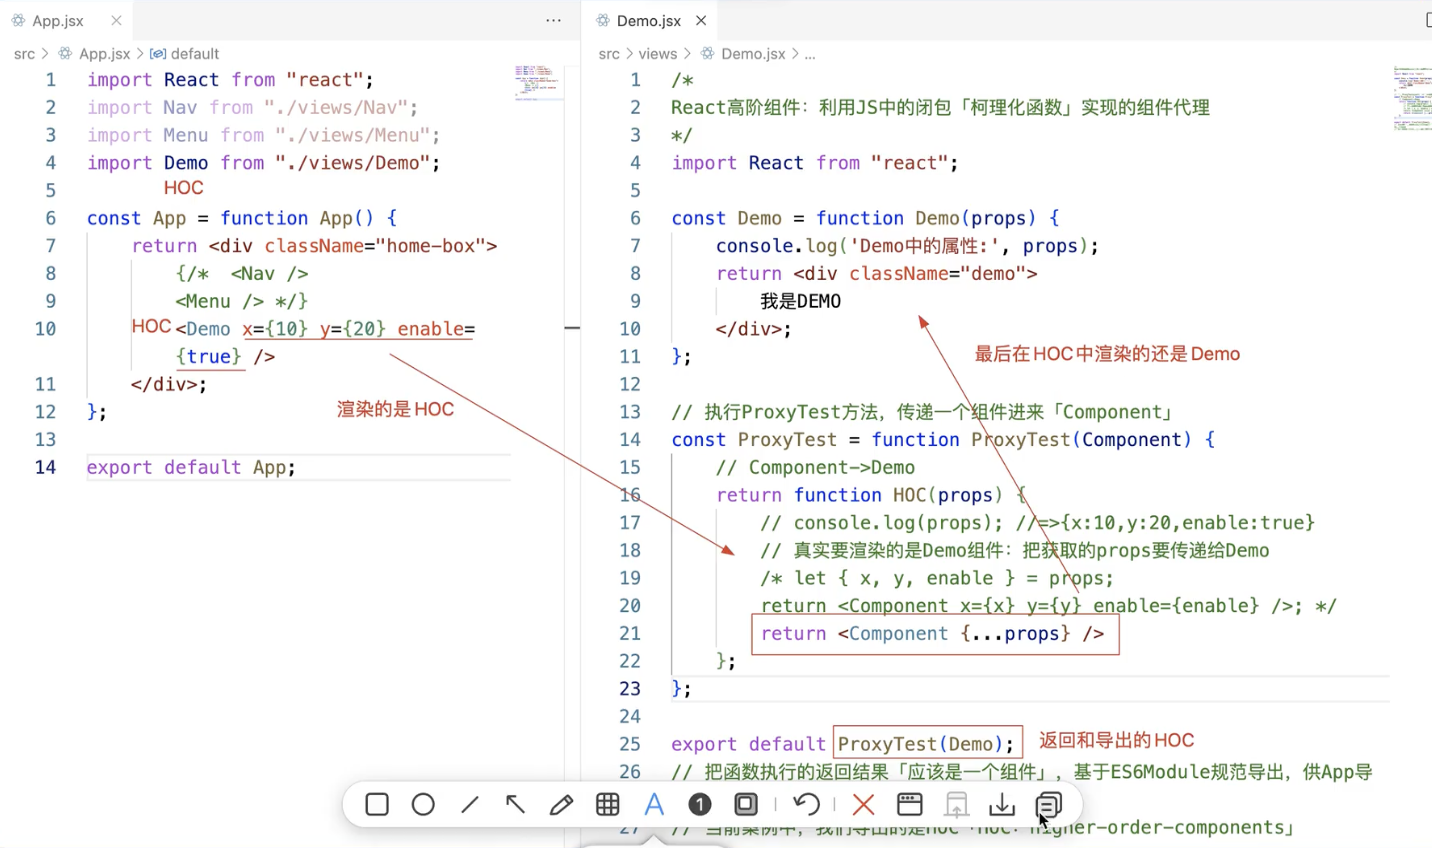 App.jsx
src > App.jsx > default
1 import React from "react";
2 import Nav from "./views/Nav";
3 import Menu from "./views/Menu";
4 import Demo from "./views/Demo";
5 HOC
6 const App = function App() {
7 return <div className="home-box">
8 {/* <Nav />
9 <Menu /> */}
10 HOC <Demo x={10} y={20} enable=
{true} />
11 </div>;
12 };
渲染的是HOC
13
14 export default App;
Demo.jsx
src > views > Demo.jsx > ...
1 /*
2 React高阶组件：利用JS中的闭包「柯理化函数」实现的组件代理
3 */
4 import React from "react";
5
6 const Demo = function Demo(props) {
7 console.log('Demo中的属性:', props);
8 return <div className="demo">
9 我是DEMO
10 </div>;
最后在HOC中渲染的还是Demo
11 };
12
13 // 执行ProxyTest方法，传递一个组件进来「Component」
14 const ProxyTest = function ProxyTest(Component) {
15 // Component->Demo
16 return function HOC(props) {
17 // console.log(props); //=>{x:10,y:20,enable:true}
18 // 真实要渲染的是Demo组件：把获取的props要传递给Demo
19 /* let { x, y, enable } = props;
20 return <Component x={x} y={y} enable={enable} />; */
21 return <Component {...props} />
22 };
23 };
24
25 export default ProxyTest(Demo); 返回和导出的HOC
26 // 把函数执行的返回结果「应该是一个组件」，基于ES6Module规范导出，供App导
A 1
27 // 当前案例中，我们导出的是HOC「HOC：higher-order-components」